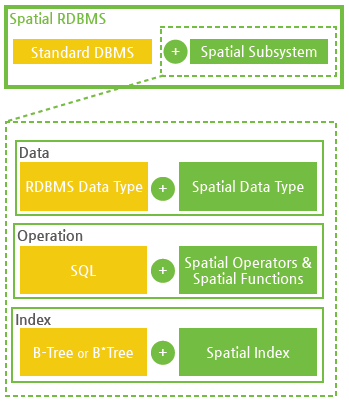 Spatial RDBMS
Standard DBMS + Spatial Subsystem
Data
RDBMS Data Type + Spatial Data Type
Operation
SQL + Spatial Operators &
Spatial Functions
Index
B-Tree or B*Tree + Spatial Index